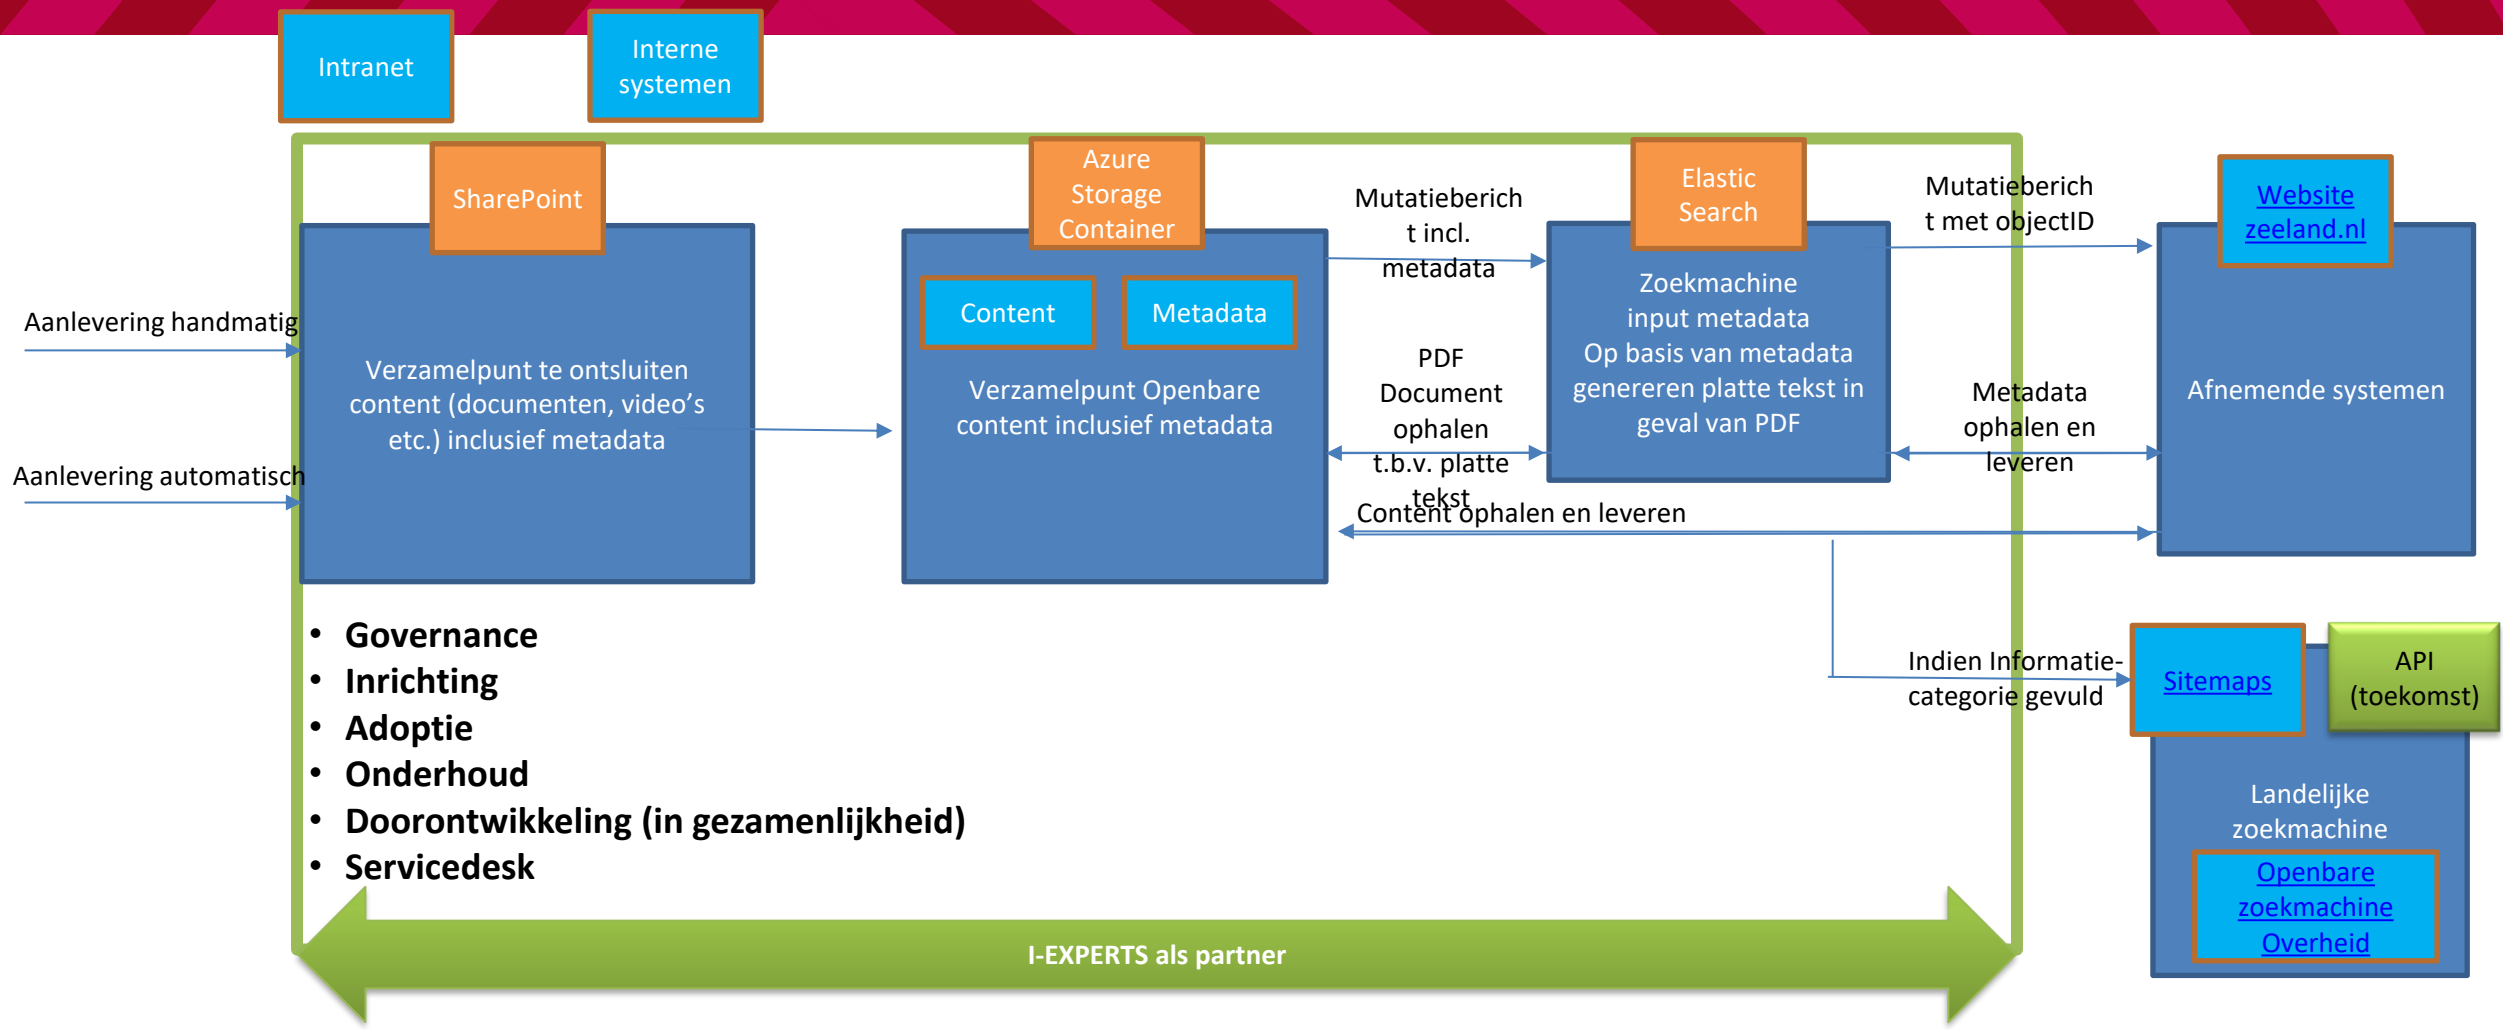 Intranet
Interne
systemen
SharePoint
Azure
Storage
Container
Elastic
Search
Website
zeeland.nl
Mutatieberich
t incl.
metadata
Mutatieberich
t met objectID
Aanlevering handmatig
Aanlevering automatisch
Verzamelpunt te ontsluiten
content (documenten, video’s
etc.) inclusief metadata
Content
Metadata
Verzamelpunt Openbare
content inclusief metadata
PDF
Document
ophalen
t.b.v. platte
tekst
Zoekmachine
input metadata
Op basis van metadata
genereren platte tekst in
geval van PDF
Metadata
ophalen en
leveren
Afnemende systemen
Content ophalen en leveren
• Governance
• Inrichting
• Adoptie
• Onderhoud
• Doorontwikkeling (in gezamenlijkheid)
• Servicedesk
Indien Informatie-
categorie gevuld
Sitemaps
API
(toekomst)
Landelijke
zoekmachine
Openbare
zoekmachine
Overheid
I-EXPERTS als partner